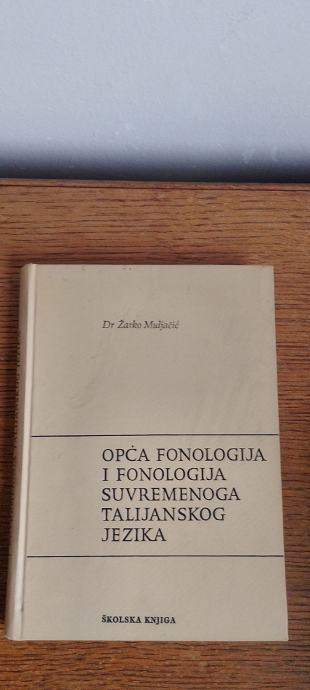 Dr Žarko Muljačić
OPĆA FONOLOGIJA
I FONOLOGIJA
SUVREMENOGA
TALIJANSKOG
JEZIKA
ŠKOLSKA KNJIGA